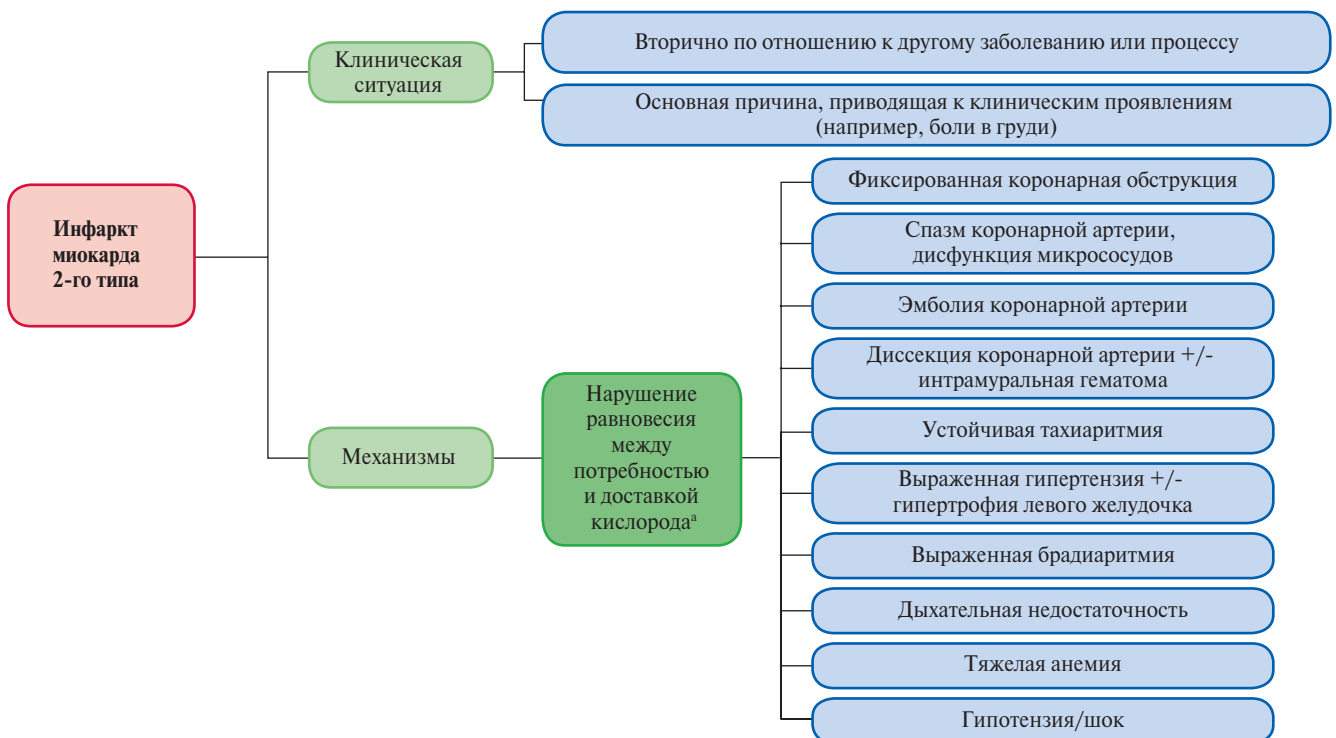 Клиническая
ситуация
Вторично по отношению к другому заболеванию или процессу
Основная причина, приводящая к клиническим проявлениям
(например, боли в груди)
Инфаркт
миокарда
2-го типа
Механизмы
Нарушение
равновесия
между
потребностью
и доставкой
кислородаᵃ
Фиксированная коронарная обструкция
Спазм коронарной артерии,
дисфункция микрососудов
Эмболия коронарной артерии
Диссекция коронарной артерии +/-
интрамуральная гематома
Устойчивая тахиаритмия
Выраженная гипертензия +/-
гипертрофия левого желудочка
Выраженная брадиаритмия
Дыхательная недостаточность
Тяжелая анемия
Гипотензия/шок